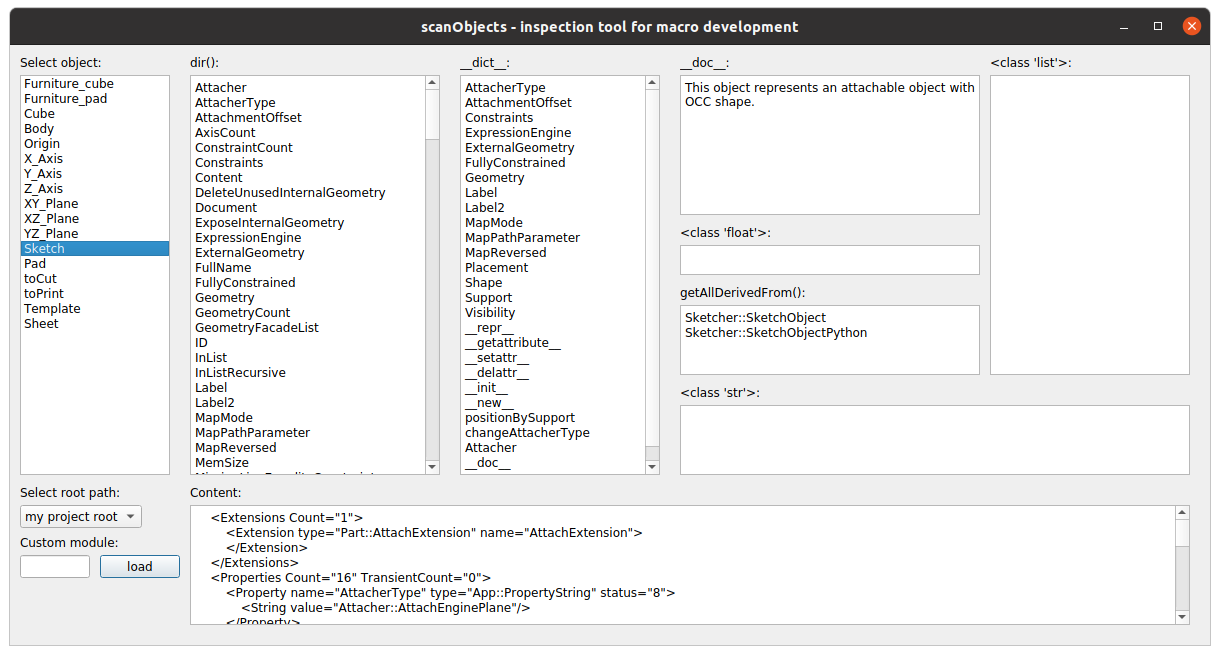 scanObjects - inspection tool for macro development
Select object:
Furniture_cube
Furniture_pad
Cube
Body
Origin
X_Axis
Y_Axis
Z_Axis
XY_Plane
XZ_Plane
YZ_Plane
Sketch
Pad
toCut
toPrint
Template
Sheet
dir():
Attacher
AttacherType
AttachmentOffset
AxisCount
ConstraintCount
Constraints
Content
DeleteUnusedInternalGeometry
Document
ExposeInternalGeometry
ExpressionEngine
ExternalGeometry
FullName
FullyConstrained
Geometry
GeometryCount
GeometryFacadeList
ID
InList
InListRecursive
Label
Label2
MapMode
MapPathParameter
MapReversed
MemSize
__dict__:
AttacherType
AttachmentOffset
Constraints
ExpressionEngine
ExternalGeometry
FullyConstrained
Geometry
Label
Label2
MapMode
MapPathParameter
MapReversed
Placement
Shape
Support
Visibility
__repr__
__getattribute__
__setattr__
__delattr__
__init__
__new__
positionBySupport
changeAttacherType
Attacher
__doc__
__doc__:
This object represents an attachable object with
OCC shape.
<class 'float'>:
getAllDerivedFrom():
Sketcher::SketchObject
Sketcher::SketchObjectPython
<class 'str'>:
<class 'list'>:
Select root path:
my project root
Custom module:
load
Content:
<Extensions Count="1">
<Extension type="Part::AttachExtension" name="AttachExtension">
</Extension>
</Extensions>
<Properties Count="16" TransientCount="0">
<Property name="AttacherType" type="App::PropertyString" status="8">
<String value="Attacher::AttachEnginePlane"/>
</Property>